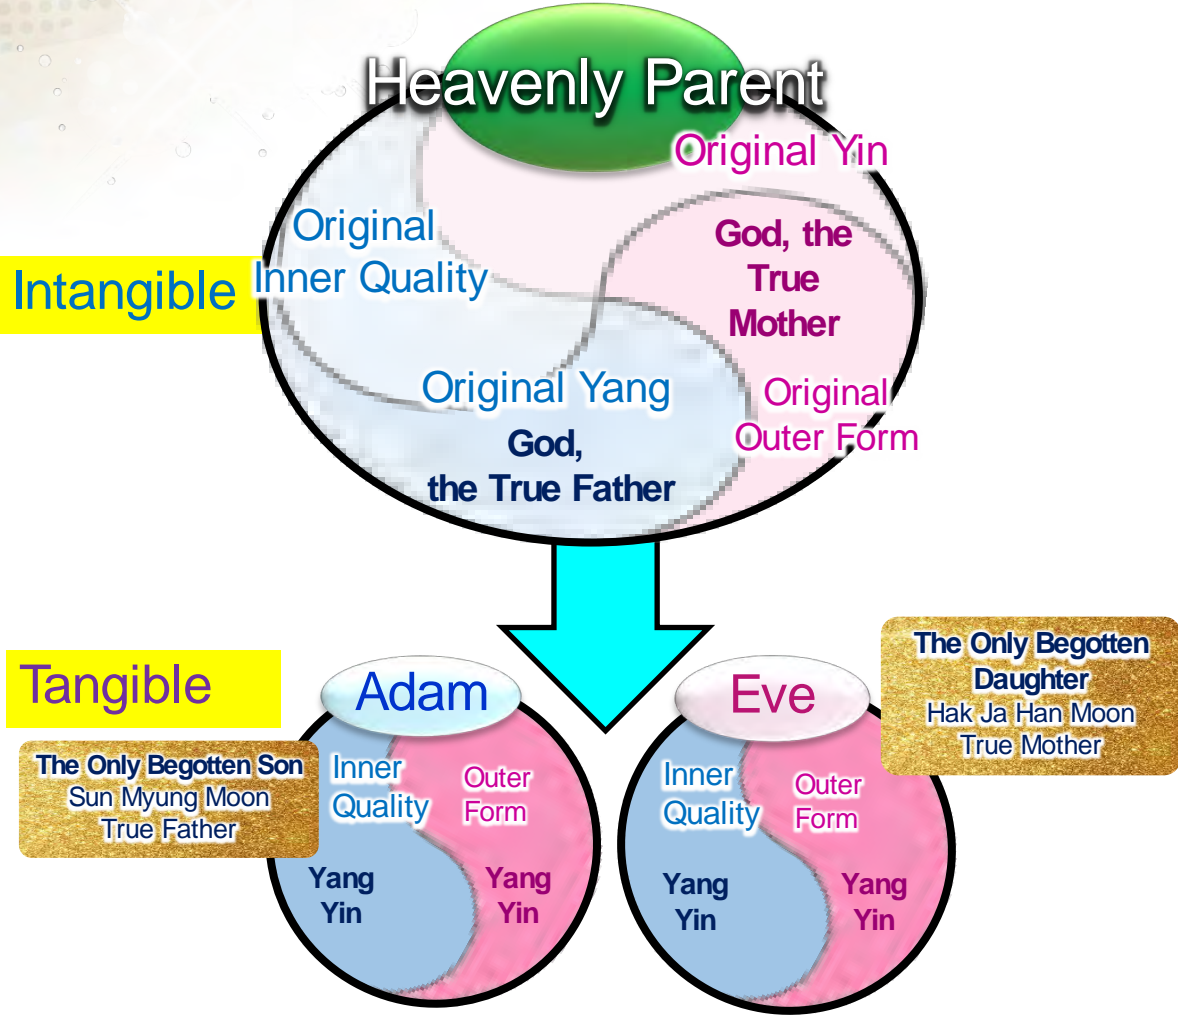 Heavenly Parent
Original Yin
Original
Inner Quality
God, the
True
Mother
Intangible
Original Yang
God,
the True Father
Original
Outer Form
Tangible
Adam
Eve
The Only Begotten
Daughter
Hak Ja Han Moon
True Mother
The Only Begotten Son
Sun Myung Moon
True Father
Inner
Quality
Outer
Form
Yang
Yin
Yang
Yin
Inner
Quality
Outer
Form
Yang
Yin
Yang
Yin